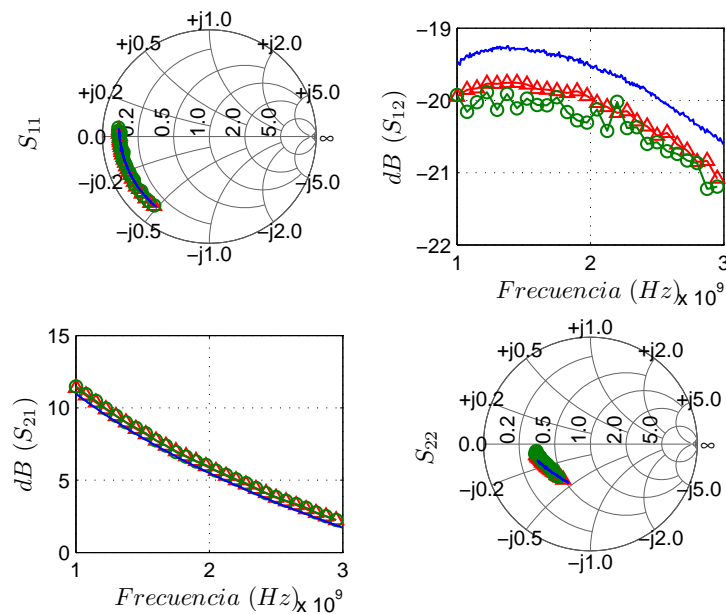 +j1.0
+j0.5
+j2.0
+j0.2
+j5.0
0.0
0.2
1.0
5.0
∞
−j0.2
−j5.0
−j0.5
−j2.0
−j1.0
S11
−19
−20
−21
−22
dB (S12)
1
2
3
Frecuencia (Hz)
x 10^9
15
10
5
0
dB (S21)
1
2
3
Frecuencia (Hz)
x 10^9
+j1.0
+j0.5
+j2.0
+j0.2
+j5.0
0.0
0.2
0.5
1.0
2.0
5.0
∞
−j0.2
−j5.0
−j0.5
−j2.0
−j1.0
S22